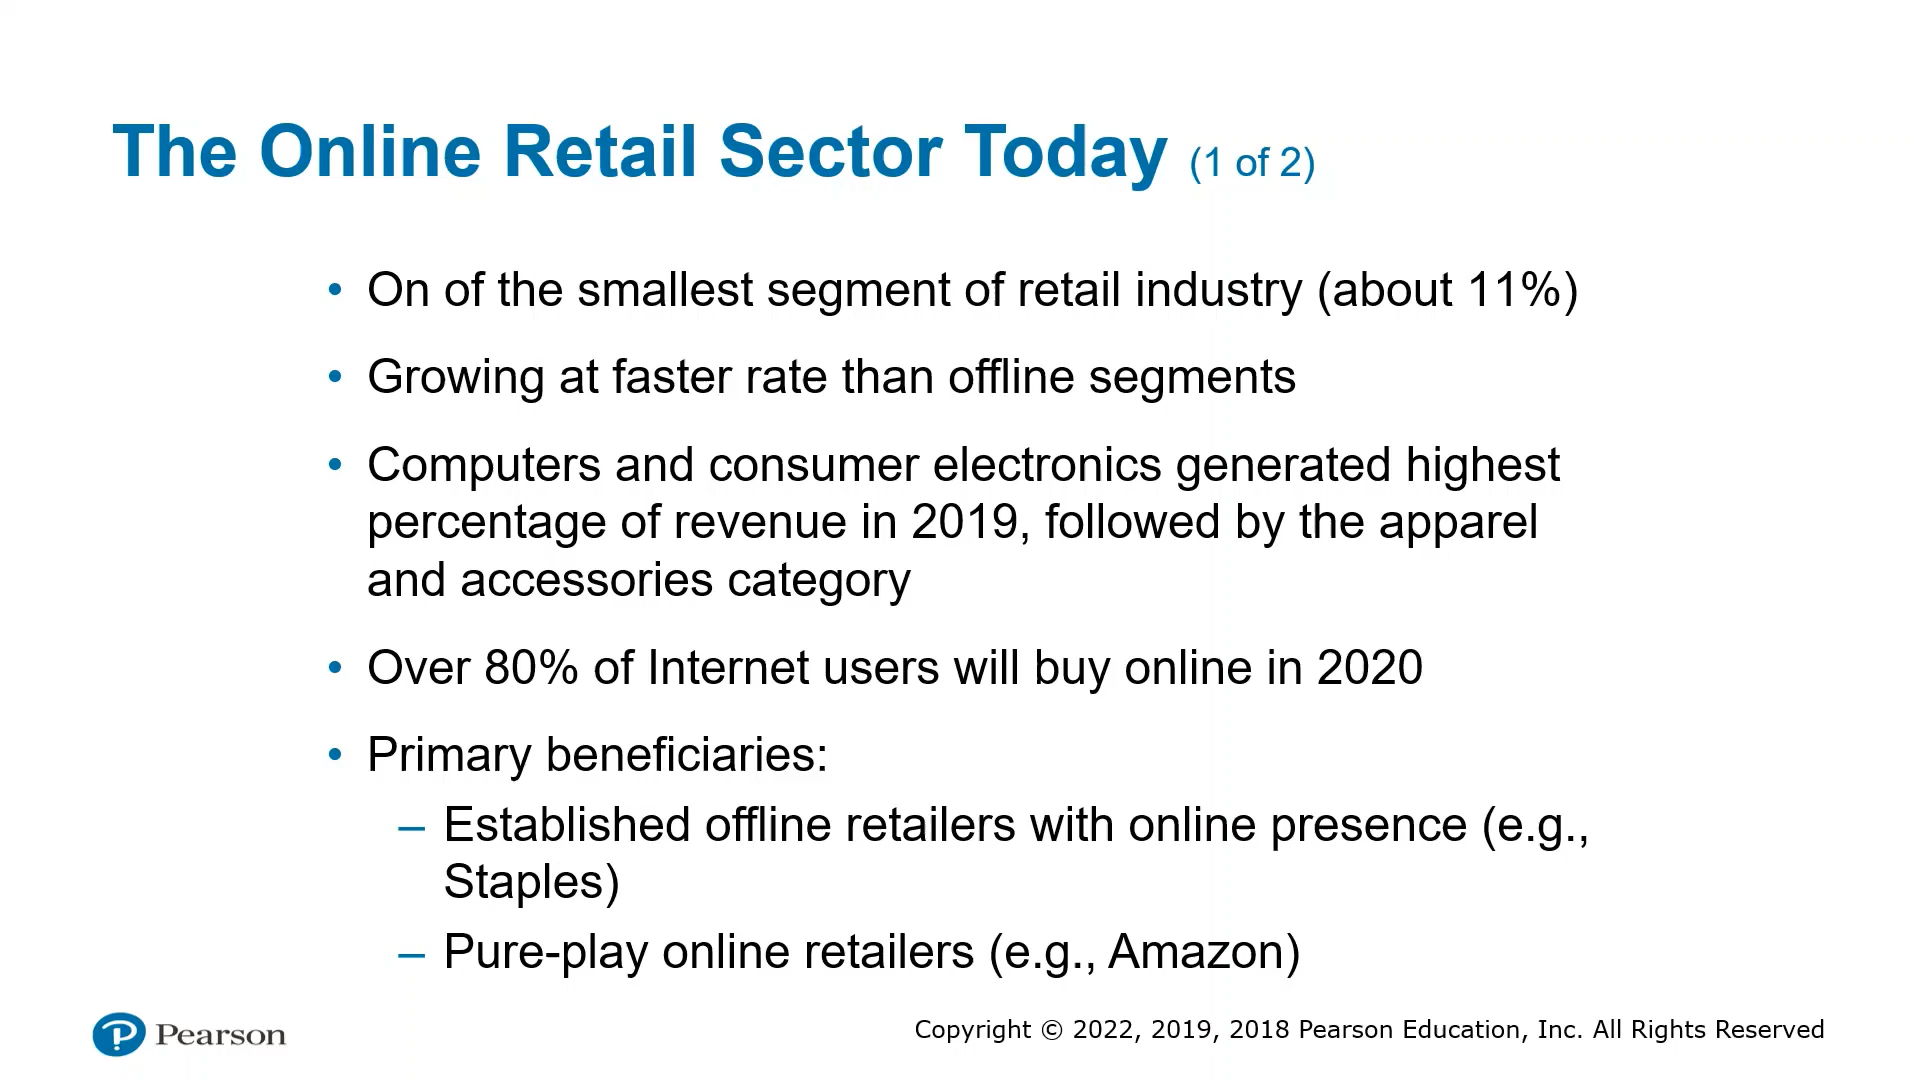 The Online Retail Sector Today (1 of 2)
• On of the smallest segment of retail industry (about 11%)
• Growing at faster rate than offline segments
• Computers and consumer electronics generated highest
percentage of revenue in 2019, followed by the apparel
and accessories category
• Over 80% of Internet users will buy online in 2020
• Primary beneficiaries:
– Established offline retailers with online presence (e.g.,
Staples)
– Pure-play online retailers (e.g., Amazon)
Pearson
Copyright © 2022, 2019, 2018 Pearson Education, Inc. All Rights Reserved